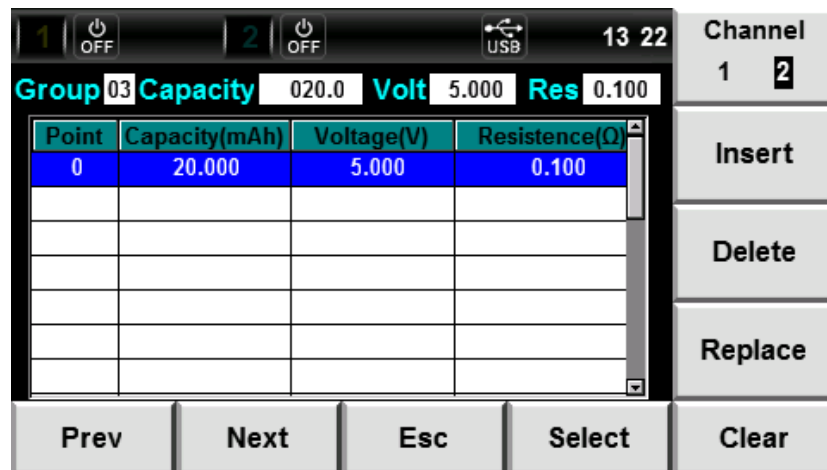 1 OFF 2 OFF USB 13 22
Channel
1 2
Group 03 Capacity 020.0 Volt 5.000 Res 0.100
Point Capacity(mAh) Voltage(V) Resistence(Ω)
0 20.000 5.000 0.100
Insert
Delete
Replace
Prev Next Esc Select Clear